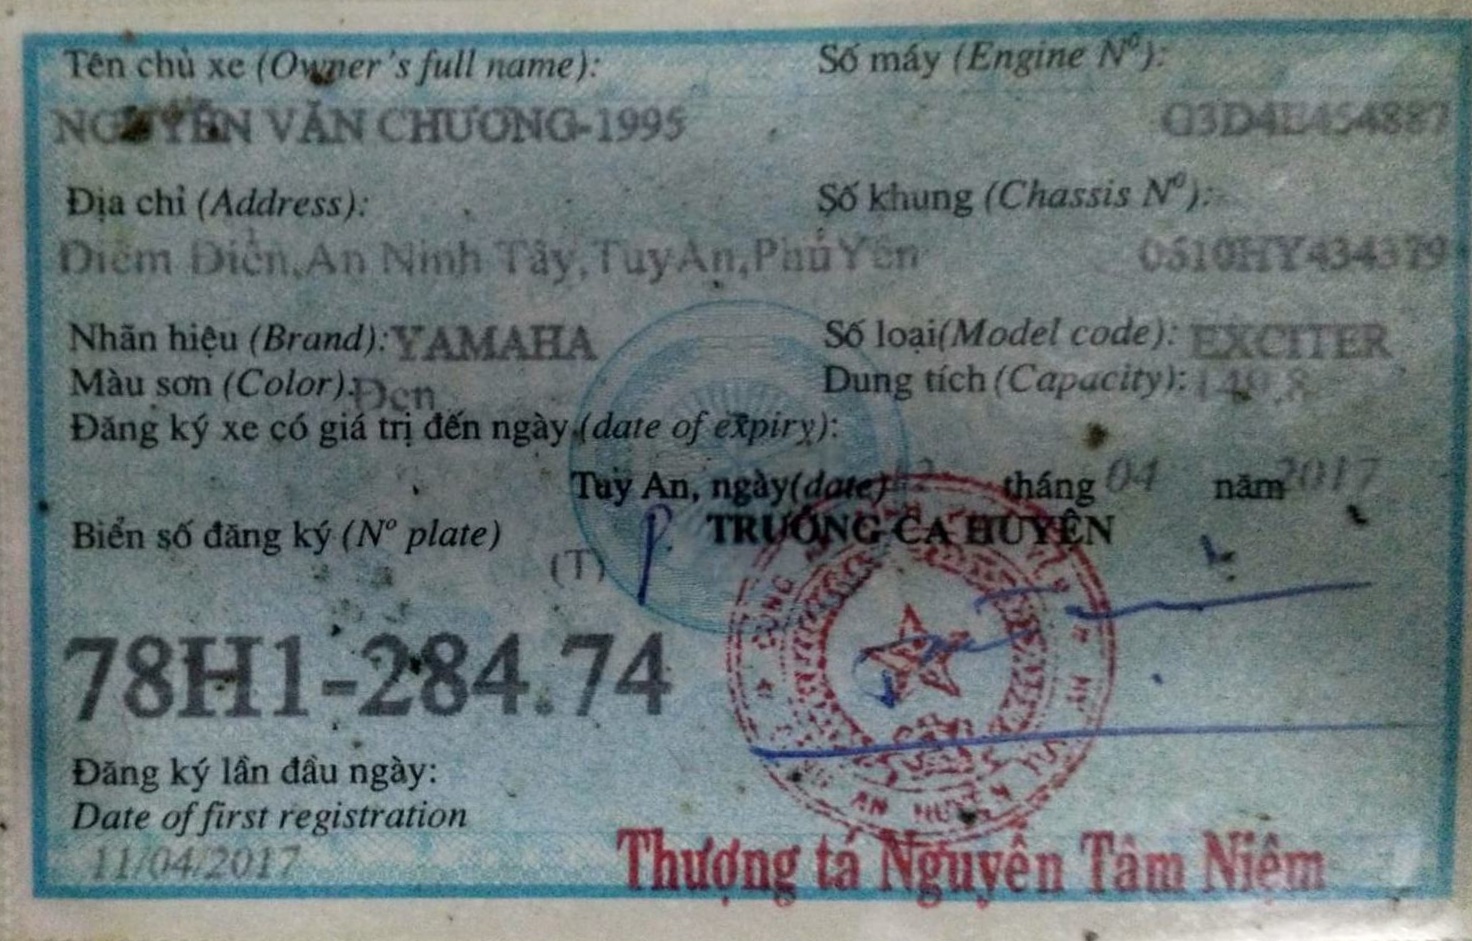 Tên chủ xe (Owner's full name): Số máy (Engine Nº):
NGUYỄN VĂN CHƯƠNG-1995 G3D4E454887
Địa chỉ (Address): Số khung (Chassis Nº):
Diêm Điền,An Ninh Tây,TuyAn,PhúYên 0510HY434379
Nhãn hiệu (Brand): YAMAHA Số loại(Model code): EXCITER
Màu sơn (Color): Đen Dung tích (Capacity): 149.8
Đăng ký xe có giá trị đến ngày (date of expiry):
Tuy An, ngày(date) tháng 04 năm 2017
Biển số đăng ký (Nº plate) P. TRƯỞNG CA HUYỆN
(T)
78H1-284.74
Đăng ký lần đầu ngày:
Date of first registration
11/04/2017
Thượng tá Nguyễn Tâm Niệm